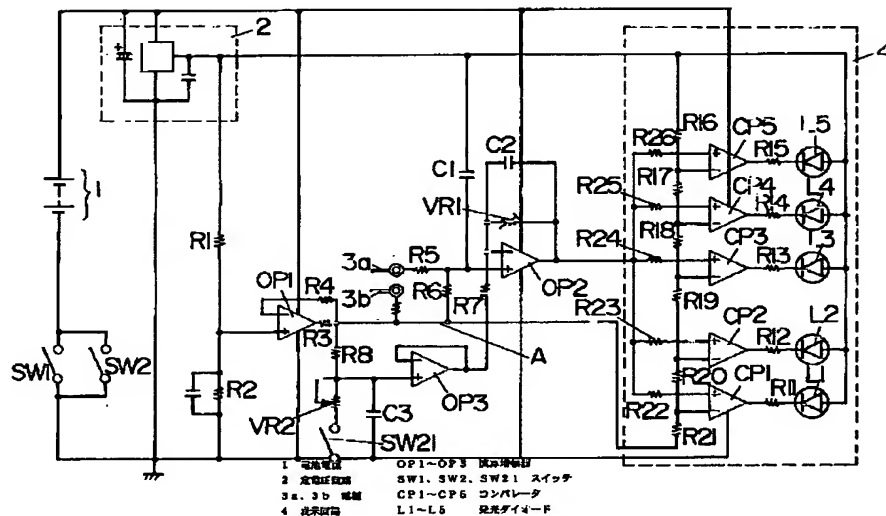 2
4
R16
CP5
L5
R26
R15
C2
C1
R17
CP4
L4
R25
R14
1
VR1
R18
R1
R24
CP3
L3
R13
3a
R5
OP1
R4
OP2
R6
R7
3b
R19
R23
R3
CP2
L2
R12
R8
A
SW1
SW2
R2
OP3
R20
CP1
L1
R11
R22
VR2
C3
SW21
R21
1 電池電源 OP1~OP3 演算増幅器
2 定電圧回路 SW1、SW2、SW21 スイッチ
3a、3b 電極 CP1~CP5 コンパレータ
4 表示回路 L1~L5 発光ダイオード